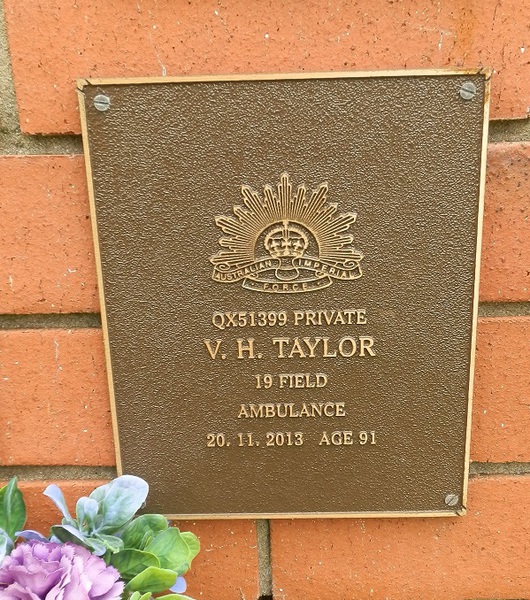 AUSTRALIAN IMPERIAL
FORCE
QX51399 PRIVATE
V. H. TAYLOR
19 FIELD
AMBULANCE
20. 11. 2013 AGE 91